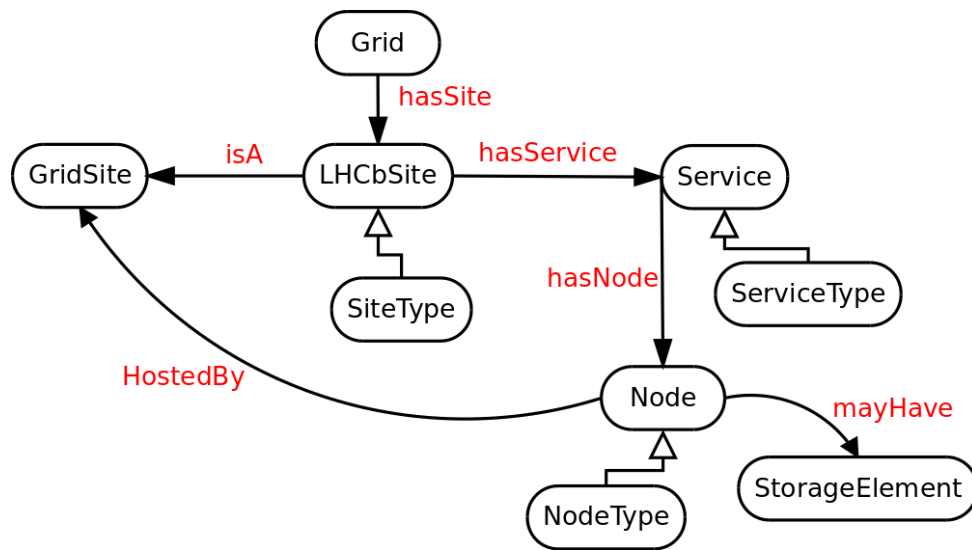 Grid
hasSite
isA
hasService
GridSite
LHCbSite
Service
hasNode
SiteType
ServiceType
HostedBy
Node
mayHave
StorageElement
NodeType